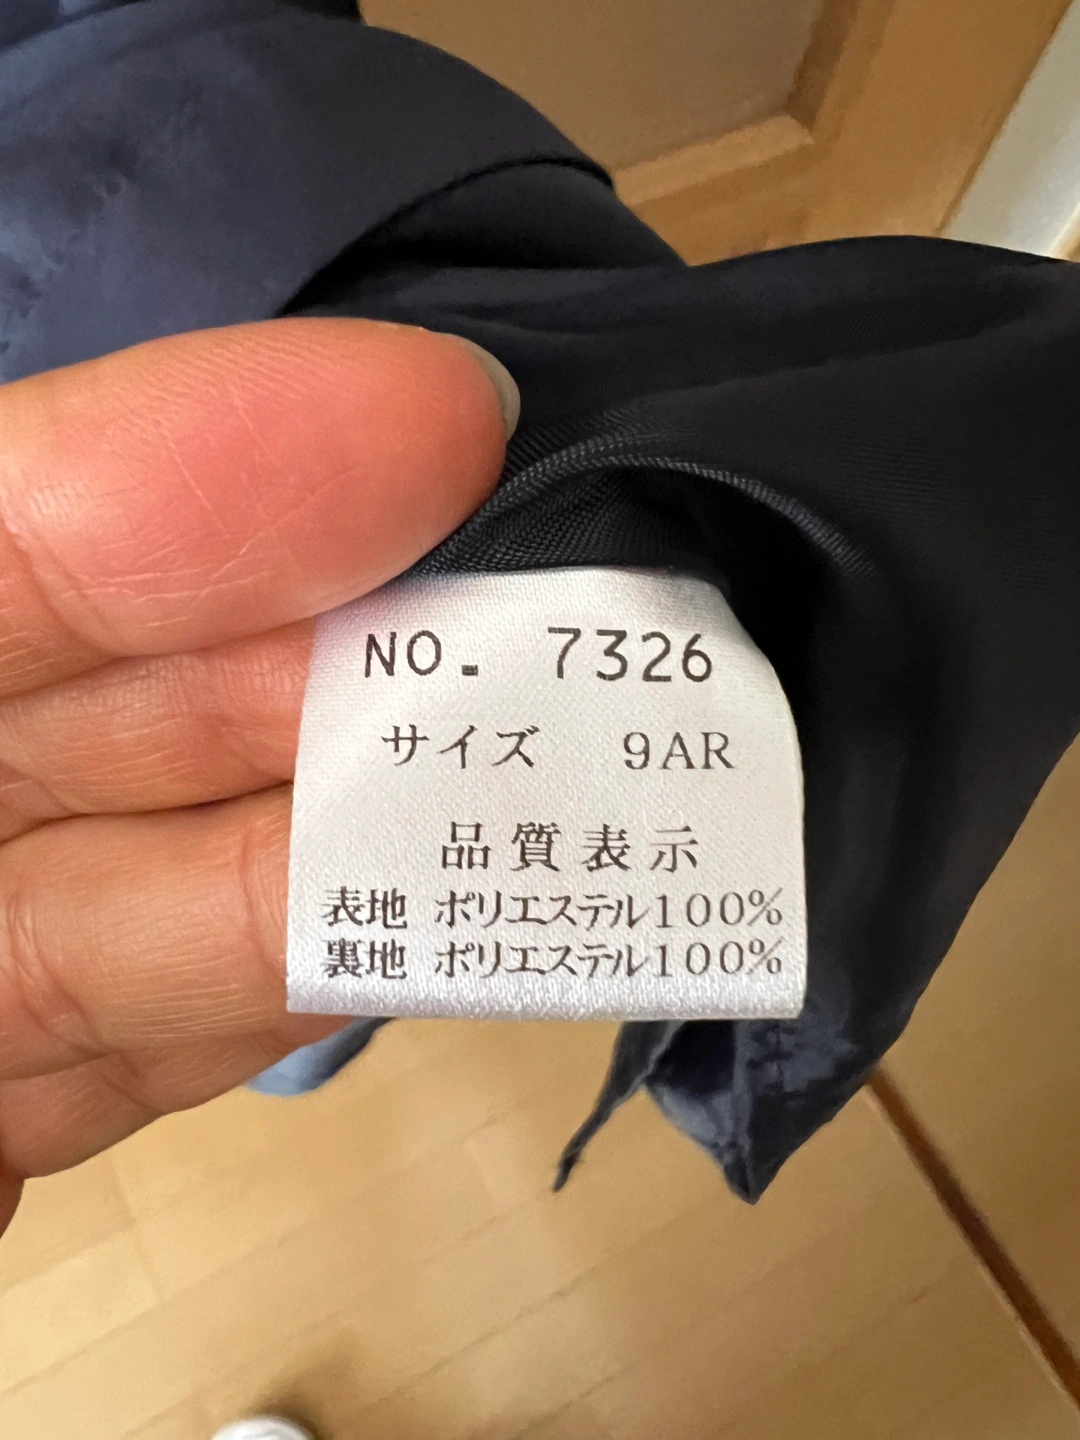 NO. 7326
サイズ 9AR
品質表示
表地 ポリエステル100%
裏地 ポリエステル100%